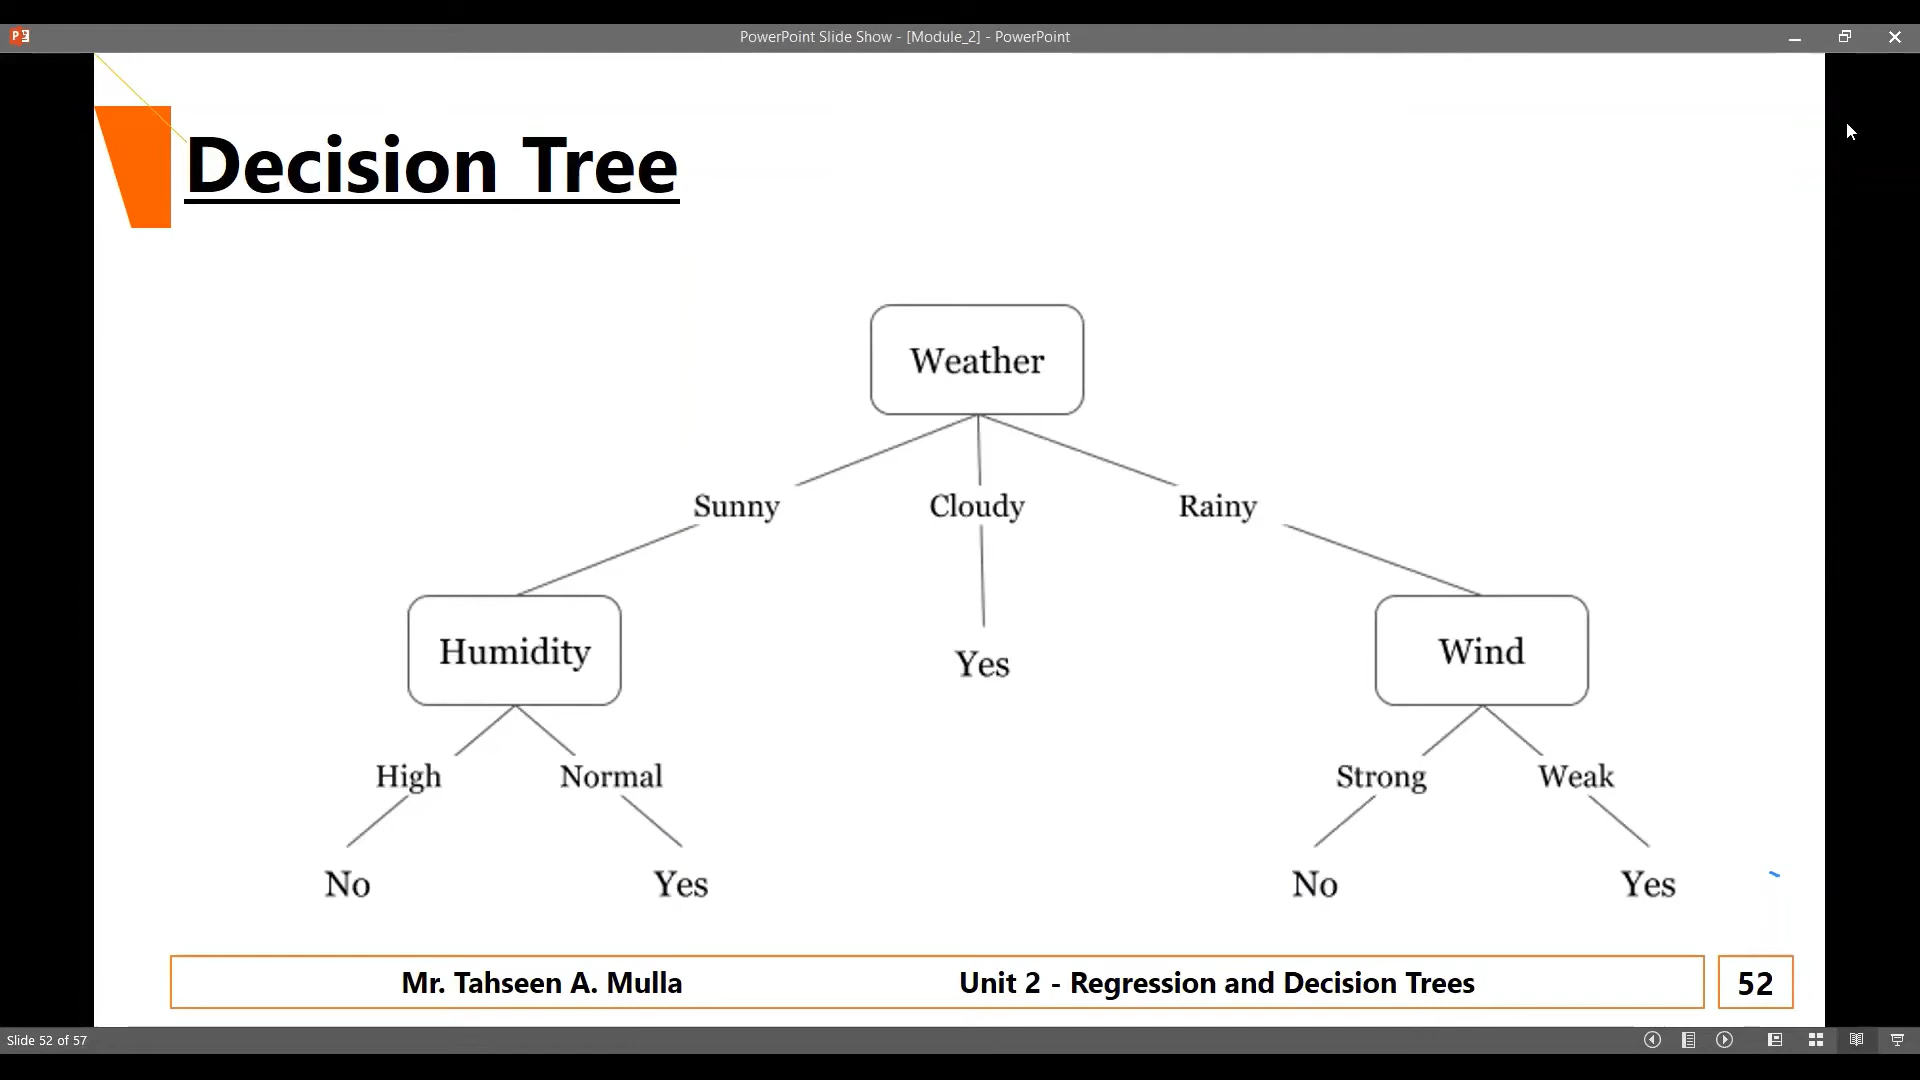 PowerPoint Slide Show - [Module_2] - PowerPoint
Decision Tree
Weather
Sunny Cloudy Rainy
Humidity Yes Wind
High Normal Strong Weak
No Yes No Yes
Mr. Tahseen A. Mulla Unit 2 - Regression and Decision Trees 52
Slide 52 of 57